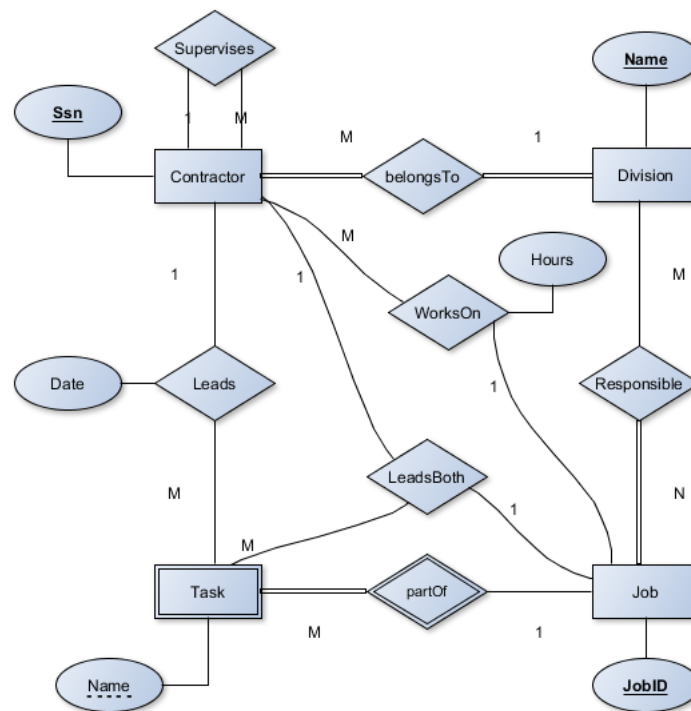 Supervises
Name
Ssn
1
M
M
1
Contractor
belongsTo
Division
M
Hours
1
1
M
WorksOn
Date
Leads
1
Responsible
LeadsBoth
M
1
N
M
Task
partOf
Job
M
1
Name
JobID